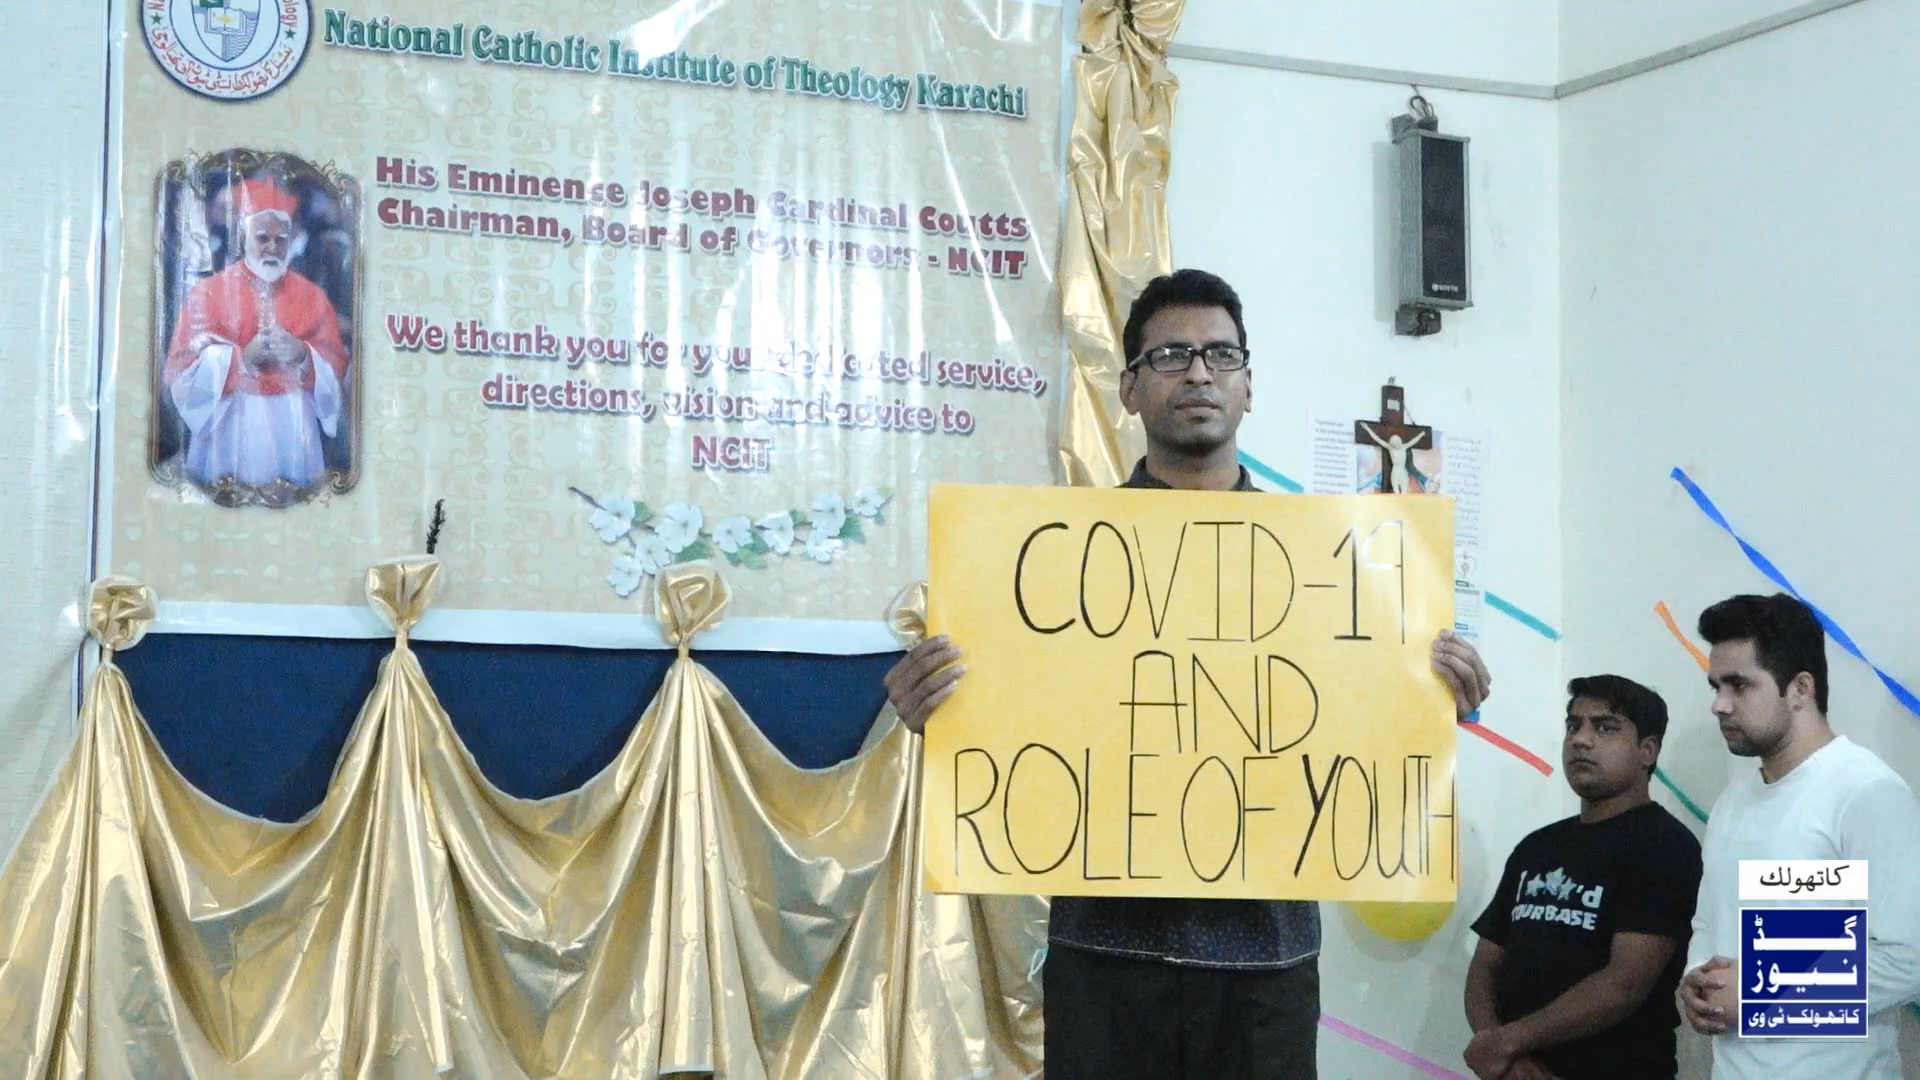 National Catholic Institute of Theology Karachi
His Eminence Joseph Cardinal Coutts
Chairman, Board of Governors - NCIT
We thank you for your dedicated service,
directions, vision and advice to
NCIT
COVID-19
AND
ROLE OF YOUTH
YOURBASE
کاتھولک
گڈ
نیوز
کاتھولک ٹی وی